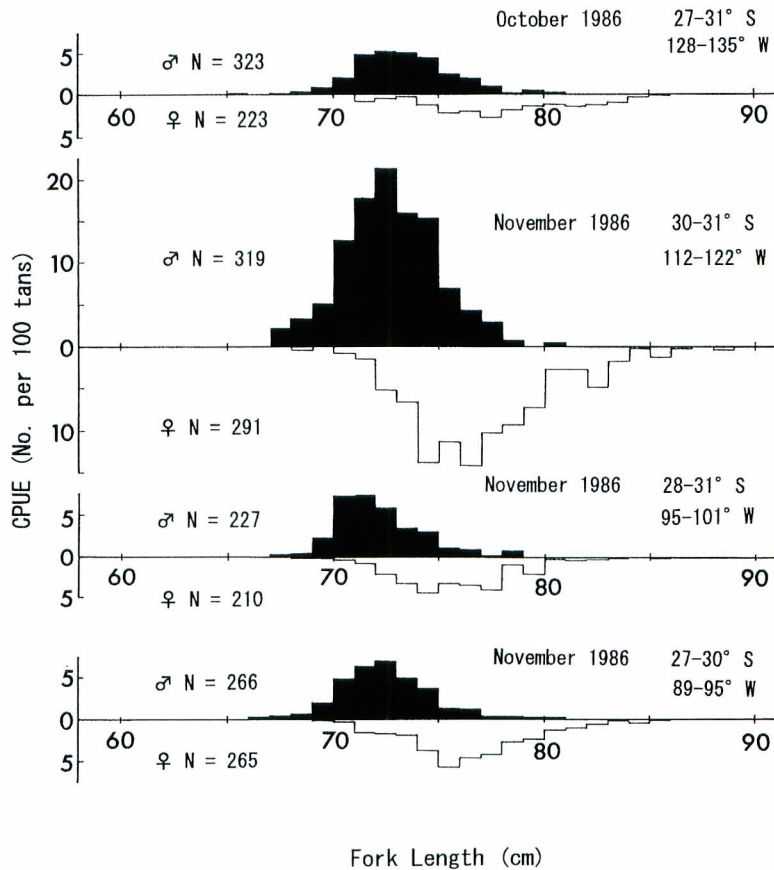 October 1986 27-31° S
128-135° W
5
♂ N = 323
0
60 70 80 90
♀ N = 223
5
20
November 1986 30-31° S
112-122° W
♂ N = 319
10
0
♀ N = 291
10
November 1986 28-31° S
95-101° W
5
♂ N = 227
0
60 70 80 90
♀ N = 210
5
November 1986 27-30° S
89-95° W
5
♂ N = 266
0
60 70 80 90
♀ N = 265
5
CPUE (No. per 100 tans)
Fork Length (cm)